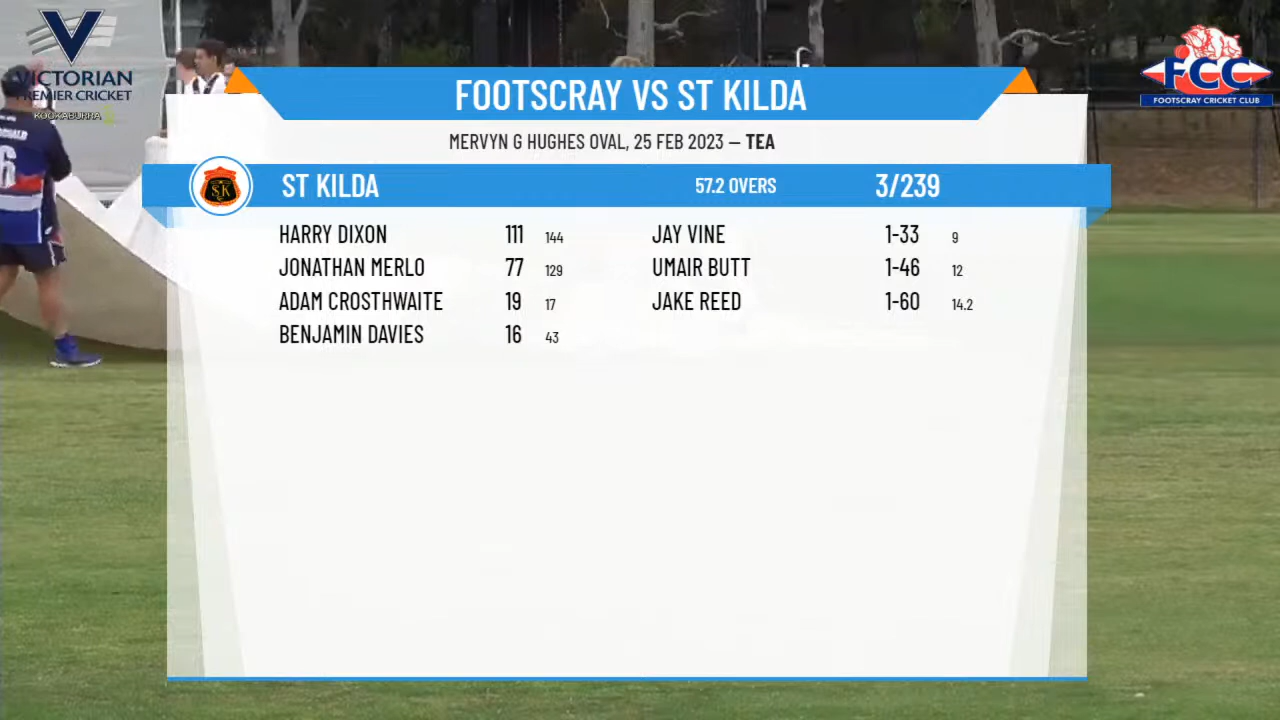 VICTORIAN
PREMIER CRICKET
KOOKABURRA
FCC
FOOTSCRAY CRICKET CLUB
FOOTSCRAY VS ST KILDA
MERVYN G HUGHES OVAL, 25 FEB 2023 – TEA
SK ST KILDA 57.2 OVERS 3/239
HARRY DIXON 111 144 JAY VINE 1-33 9
JONATHAN MERLO 77 129 UMAIR BUTT 1-46 12
ADAM CROSTHWAITE 19 17 JAKE REED 1-60 14.2
BENJAMIN DAVIES 16 43
6